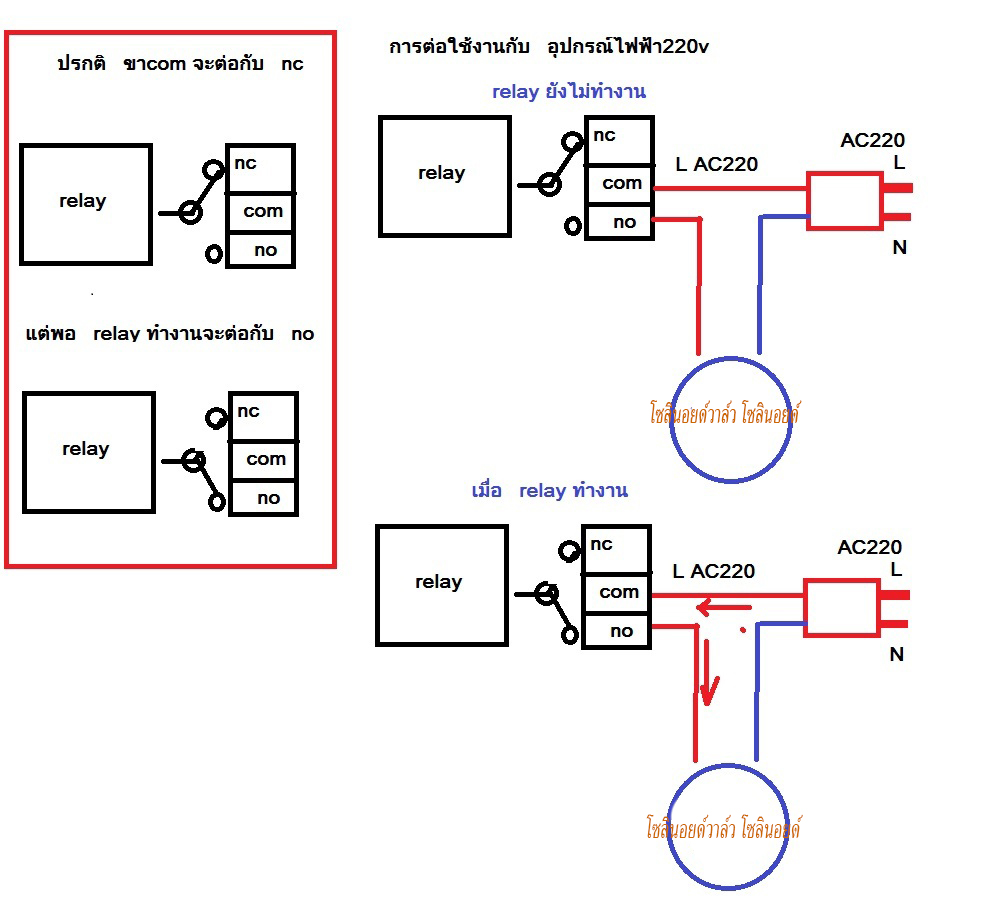 ปรกติ ขาcom จะต่อกับ nc
relay
nc
com
no
แต่พอ relay ทำงานจะต่อกับ no
relay
nc
com
no
การต่อใช้งานกับ อุปกรณ์ไฟฟ้า220v
relay ยังไม่ทำงาน
relay
nc
com
no
L AC220
AC220
L
N
โซลินอยด์วาล์ว โซลินอยด์
เมื่อ relay ทำงาน
relay
nc
com
no
L AC220
AC220
L
N
โซลินอยด์วาล์ว โซลินอยด์